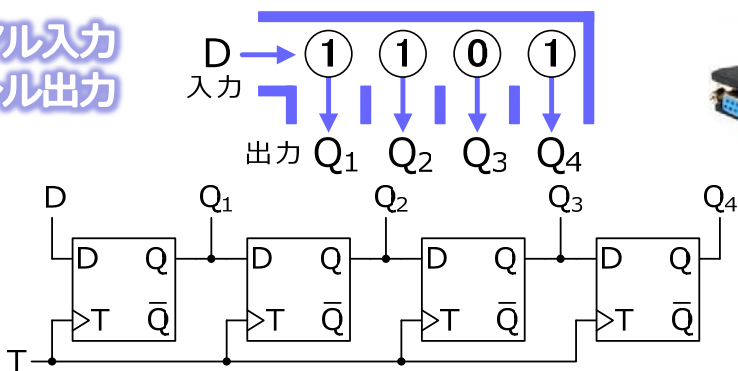 アル入力
ル出力
D 1 1 0 1
入力
出力 Q1 Q2 Q3 Q4
D Q1 Q2 Q3 Q4
D Q D Q D Q D Q
T Q̅ T Q̅ T Q̅ T Q̅
T